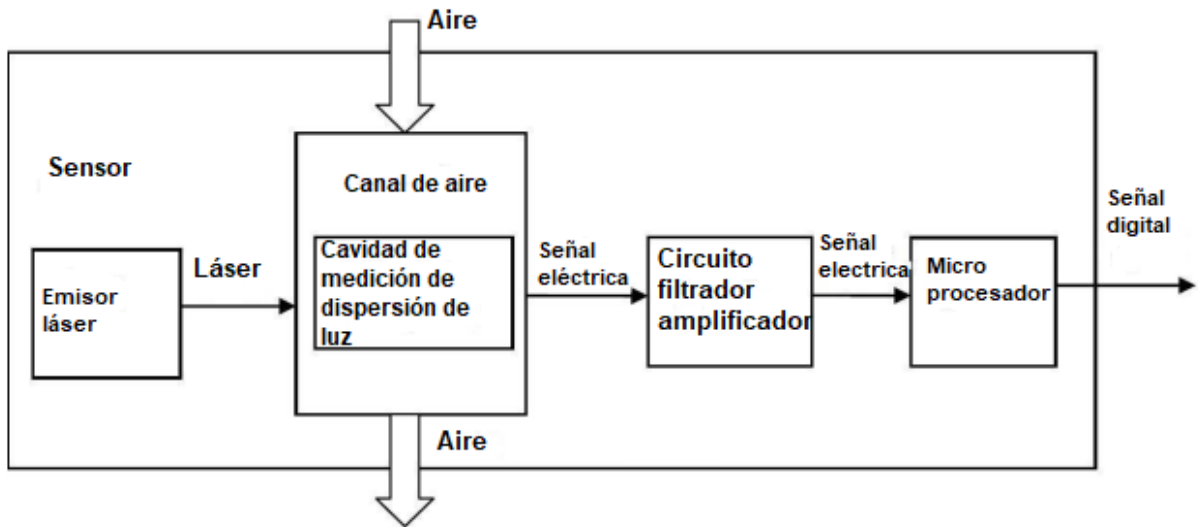 Aire
Sensor
Canal de aire
Señal
digital
Láser
Cavidad de
medición de
dispersión de
luz
Señal
eléctrica
Circuito
filtrador
amplificador
Señal
electrica
Micro
procesador
Emisor
láser
Aire